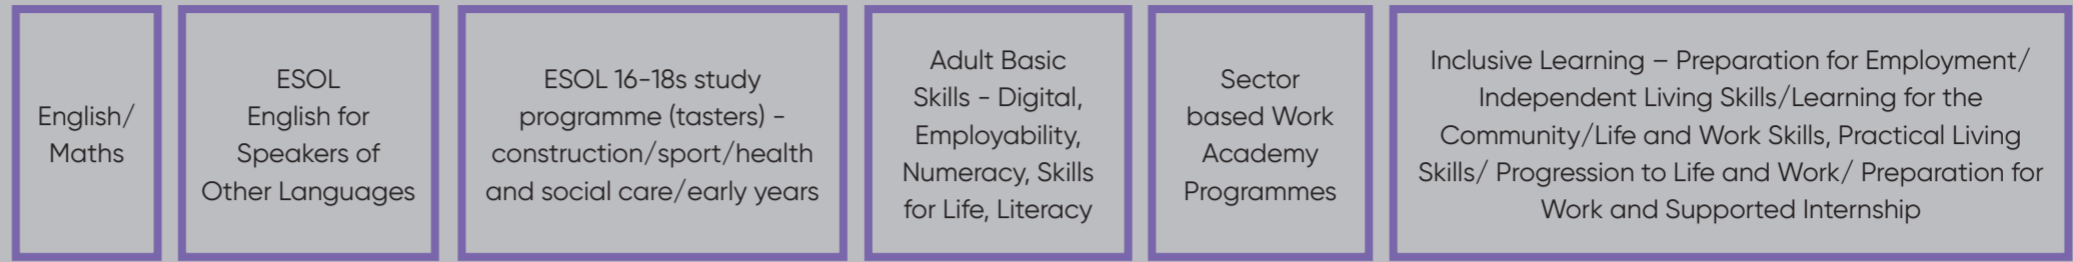 English/
Maths
ESOL
English for
Speakers of
Other Languages
ESOL 16-18s study
programme (tasters) -
construction/sport/health
and social care/early years
Adult Basic
Skills - Digital,
Employability,
Numeracy, Skills
for Life, Literacy
Sector
based Work
Academy
Programmes
Inclusive Learning – Preparation for Employment/
Independent Living Skills/Learning for the
Community/Life and Work Skills, Practical Living
Skills/ Progression to Life and Work/ Preparation for
Work and Supported Internship